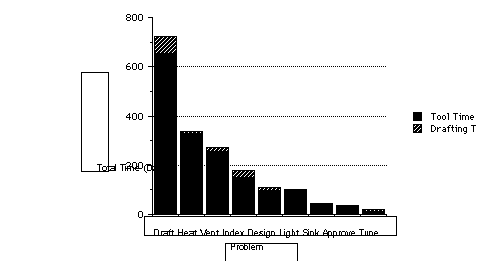 800
600
400
200
0
Total Time (D
Tool Time
Drafting T
Draft Heat Vent Index Design Light Sink Approve Tune
Problem